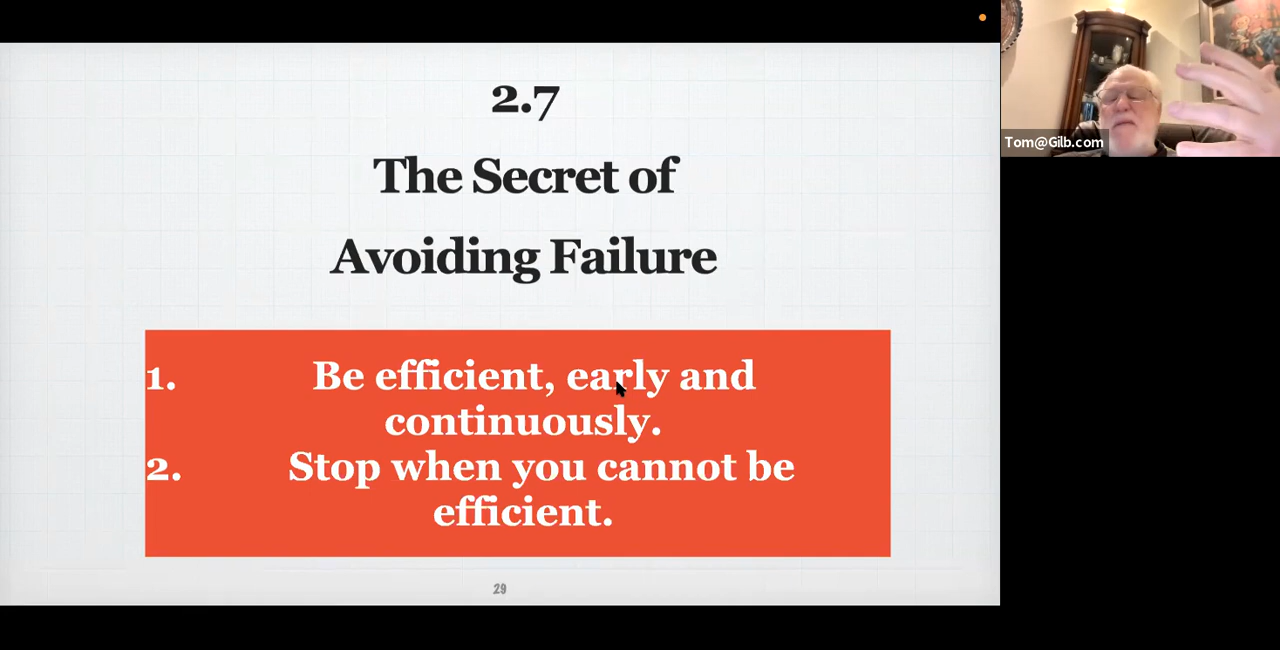 2.7
The Secret of
Avoiding Failure
1. Be efficient, early and
continuously.
2. Stop when you cannot be
efficient.
29
Tom@Gilb.com